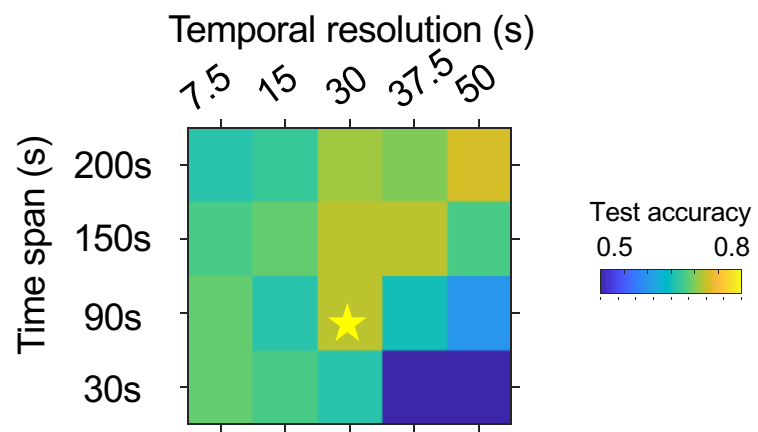 Temporal resolution (s)
7.5 15 30 37.5 50
Time span (s)
200s
150s
90s
30s
Test accuracy
0.5 0.8